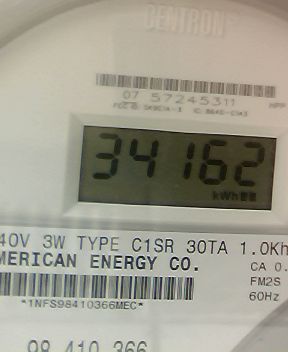 CENTRON®
07 57245311
HPP
34162
kWh
40V 3W TYPE C1SR 30TA 1.0Kh
MERICAN ENERGY CO.
CA 0.
FM2S
60Hz
*1NFS98410366MEC*
98 410 366